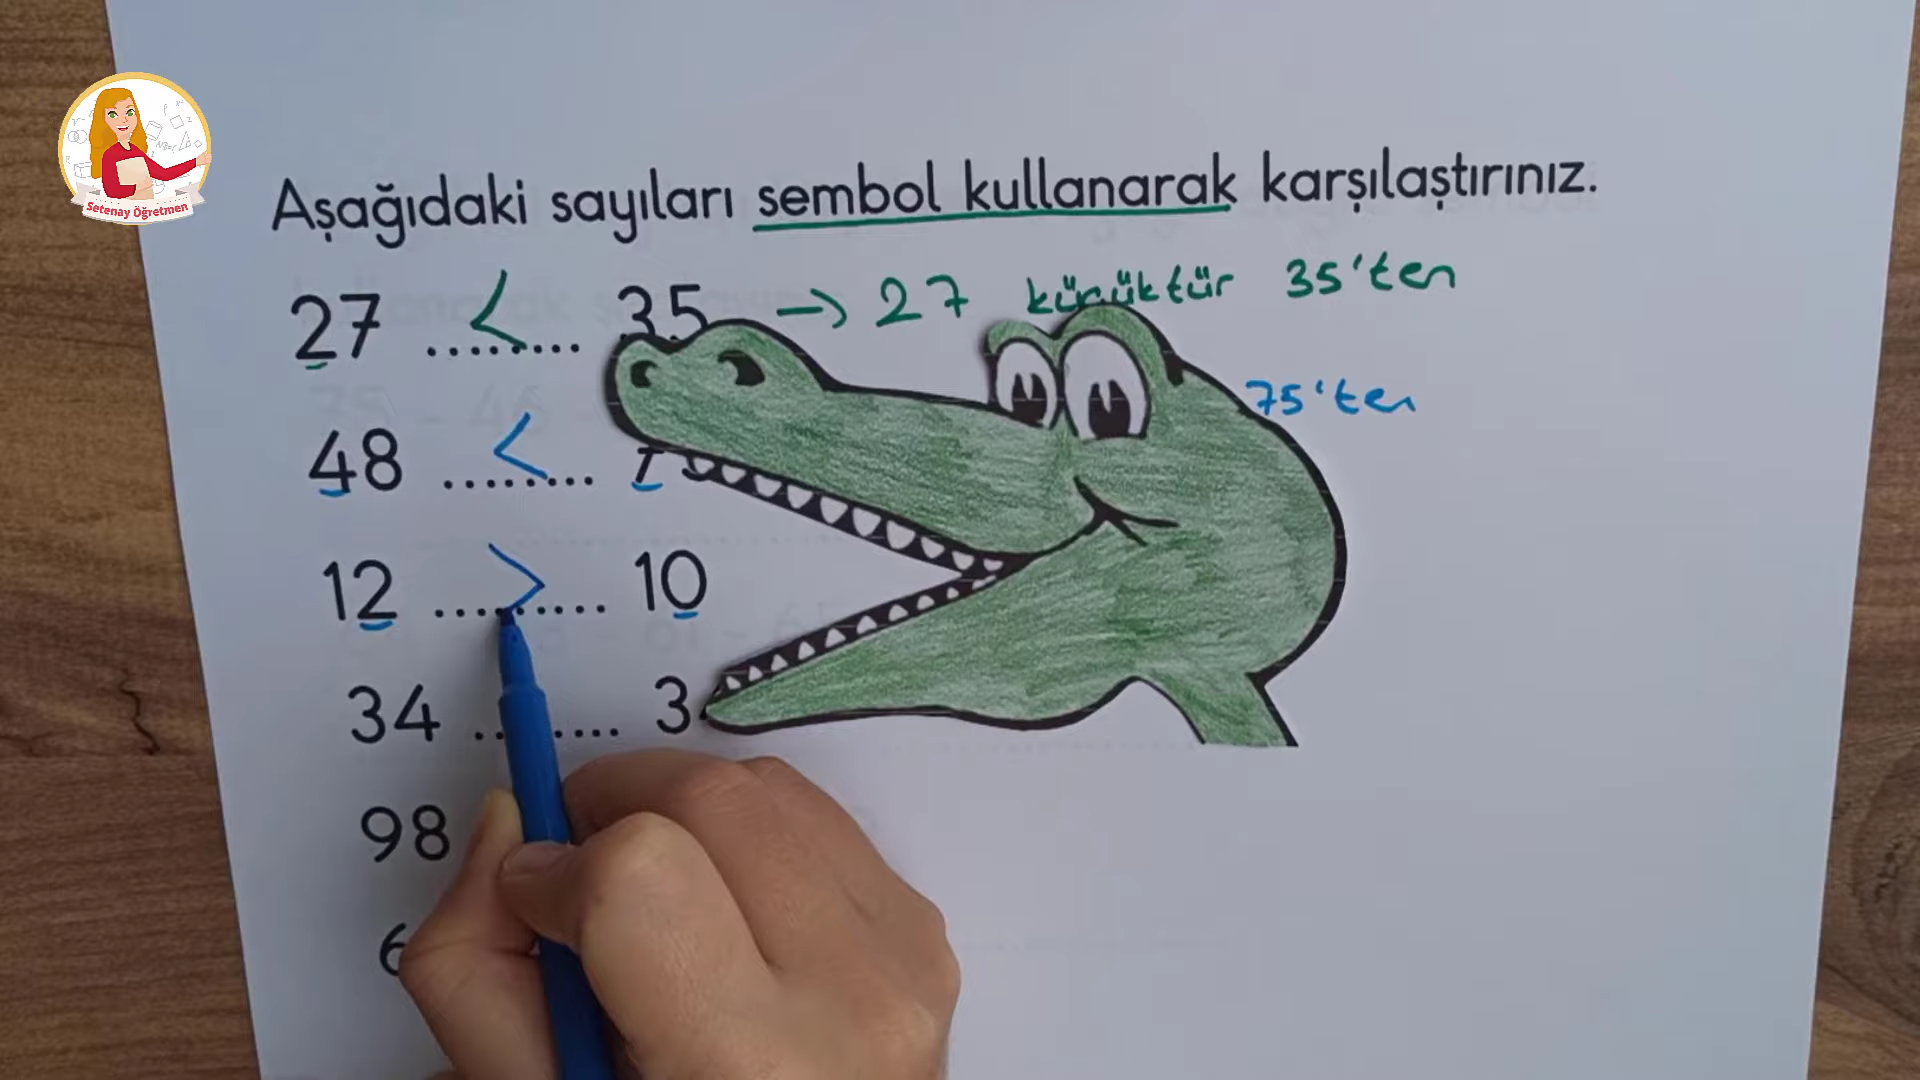 Setenay Öğretmen
Aşağıdaki sayıları sembol kullanarak karşılaştırınız.
27 ...<... 35 → 27 küçüktür 35'ten
48 ...<... 75'ten
12 ...>... 10
34 ........ 3
98
6